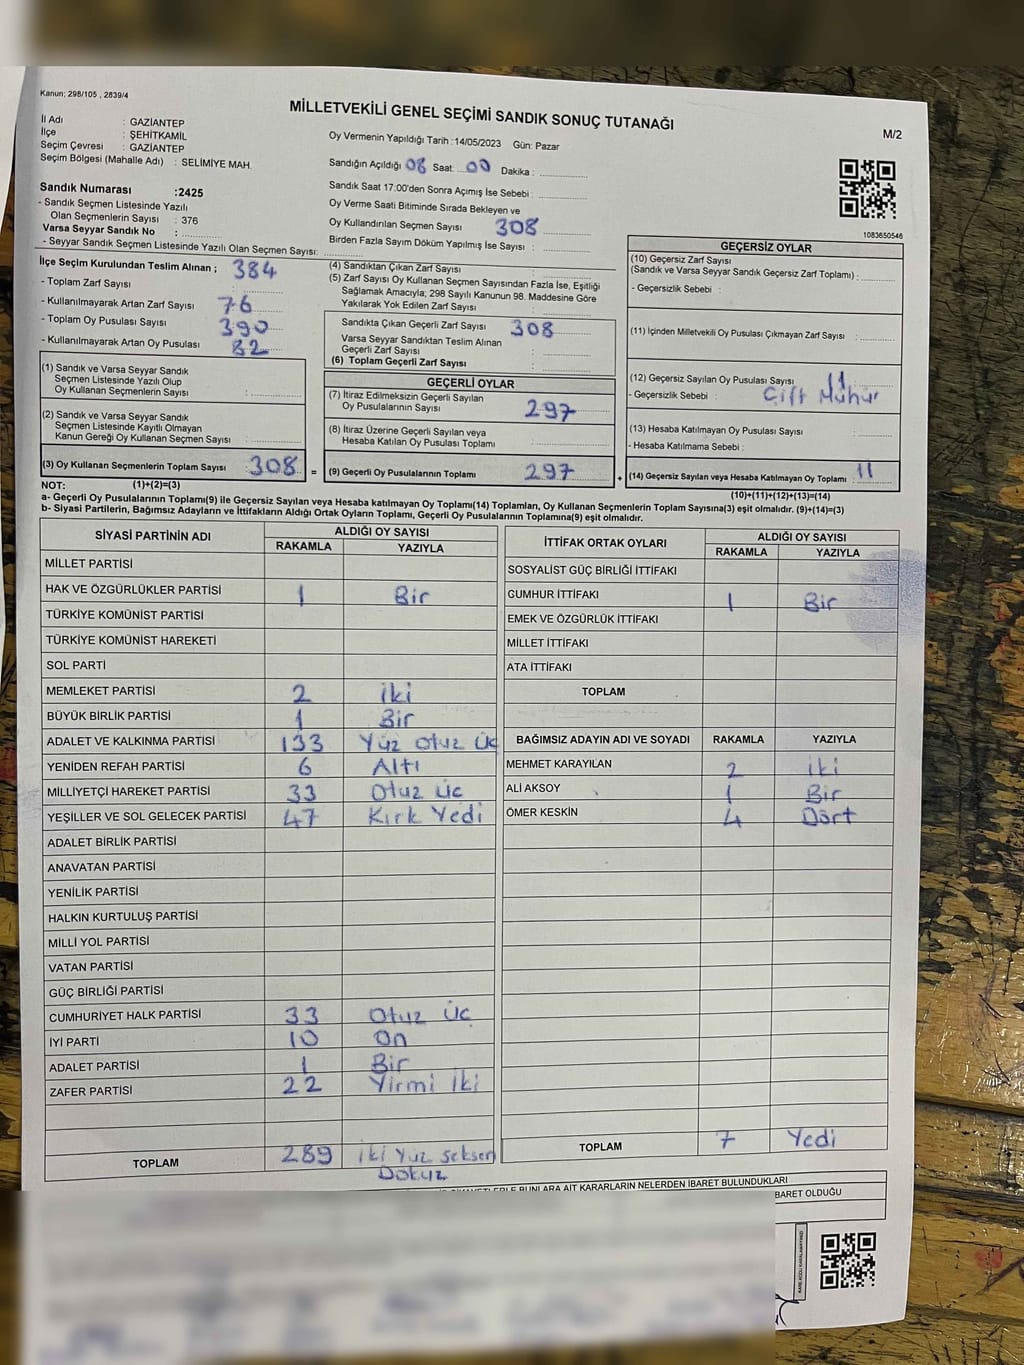 Kanun; 298/105 , 2839/4
MİLLETVEKİLİ GENEL SEÇİMİ SANDIK SONUÇ TUTANAĞI
M/2
İl Adı : GAZİANTEP
İlçe : ŞEHİTKAMİL
Seçim Çevresi : GAZİANTEP
Seçim Bölgesi (Mahalle Adı) : SELİMİYE MAH.
Oy Vermenin Yapıldığı Tarih :14/05/2023 Gün: Pazar
Sandığın Açıldığı 08 Saat: 00 Dakika :
Sandık Saat 17:00'den Sonra Açımış İse Sebebi :
Oy Verme Saati Bitiminde Sırada Bekleyen ve
Oy Kullandırılan Seçmen Sayısı 308
Birden Fazla Sayım Döküm Yapılmış İse Sayısı :
Sandık Numarası :2425
- Sandık Seçmen Listesinde Yazılı
Olan Seçmenlerin Sayısı : 376
Varsa Seyyar Sandık No :
- Seyyar Sandık Seçmen Listesinde Yazılı Olan Seçmen Sayısı:
1083650546
İlçe Seçim Kurulundan Teslim Alınan ; 384
- Toplam Zarf Sayısı :
- Kullanılmayarak Artan Zarf Sayısı 76
- Toplam Oy Pusulası Sayısı 390
- Kullanılmayarak Artan Oy Pusulası 82
(1) Sandık ve Varsa Seyyar Sandık
Seçmen Listesinde Yazılı Olup
Oy Kullanan Seçmenlerin Sayısı :
(2) Sandık ve Varsa Seyyar Sandık
Seçmen Listesinde Kayıtlı Olmayan
Kanun Gereği Oy Kullanan Seçmen Sayısı :
(3) Oy Kullanan Seçmenlerin Toplam Sayısı 308 =
(4) Sandıktan Çıkan Zarf Sayısı :
(5) Zarf Sayısı Oy Kullanan Seçmen Sayısından Fazla İse, Eşitliği
Sağlamak Amacıyla; 298 Sayılı Kanunun 98. Maddesine Göre
Yakılarak Yok Edilen Zarf Sayısı :
Sandıkta Çıkan Geçerli Zarf Sayısı 308
Varsa Seyyar Sandıktan Teslim Alınan
Geçerli Zarf Sayısı :
(6) Toplam Geçerli Zarf Sayısı :
GEÇERLİ OYLAR
(7) İtiraz Edilmeksizin Geçerli Sayılan
Oy Pusulalarının Sayısı 297
(8) İtiraz Üzerine Geçerli Sayılan veya
Hesaba Katılan Oy Pusulası Toplamı :
(9) Geçerli Oy Pusulalarının Toplamı 297 +
GEÇERSİZ OYLAR
(10) Geçersiz Zarf Sayısı
(Sandık ve Varsa Seyyar Sandık Geçersiz Zarf Toplamı) :
- Geçersizlik Sebebi :
(11) İçinden Milletvekili Oy Pusulası Çıkmayan Zarf Sayısı :
(12) Geçersiz Sayılan Oy Pusulası Sayısı 11
- Geçersizlik Sebebi : Çift Mühür
(13) Hesaba Katılmayan Oy Pusulası Sayısı :
- Hesaba Katılmama Sebebi :
(14) Geçersiz Sayılan veya Hesaba Katılmayan Oy Toplamı 11
NOT: (1)+(2)=(3)
(10)+(11)+(12)+(13)=(14)
a- Geçerli Oy Pusulalarının Toplamı(9) ile Geçersiz Sayılan veya Hesaba katılmayan Oy Toplamı(14) Toplamları, Oy Kullanan Seçmenlerin Toplam Sayısına(3) eşit olmalıdır. (9)+(14)=(3)
b- Siyasi Partilerin, Bağımsız Adayların ve İttifakların Aldığı Ortak Oyların Toplamı, Geçerli Oy Pusulalarının Toplamına(9) eşit olmalıdır.
SİYASİ PARTİNİN ADI ALDIĞI OY SAYISI
RAKAMLA YAZIYLA
MİLLET PARTİSİ
HAK VE ÖZGÜRLÜKLER PARTİSİ 1 Bir
TÜRKİYE KOMÜNİST PARTİSİ
TÜRKİYE KOMÜNİST HAREKETİ
SOL PARTİ
MEMLEKET PARTİSİ 2 iki
BÜYÜK BİRLİK PARTİSİ 1 Bir
ADALET VE KALKINMA PARTİSİ 133 Yüz otuz üç
YENİDEN REFAH PARTİSİ 6 Altı
MİLLİYETÇİ HAREKET PARTİSİ 33 Otuz üç
YEŞİLLER VE SOL GELECEK PARTİSİ 47 Kırk Yedi
ADALET BİRLİK PARTİSİ
ANAVATAN PARTİSİ
YENİLİK PARTİSİ
HALKIN KURTULUŞ PARTİSİ
MİLLİ YOL PARTİSİ
VATAN PARTİSİ
GÜÇ BİRLİĞİ PARTİSİ
CUMHURİYET HALK PARTİSİ 33 Otuz Üç
İYİ PARTİ 10 On
ADALET PARTİSİ 1 Bir
ZAFER PARTİSİ 22 Yirmi iki
TOPLAM 289 iki Yüz seksen
Dokuz
İTTİFAK ORTAK OYLARI ALDIĞI OY SAYISI
RAKAMLA YAZIYLA
SOSYALİST GÜÇ BİRLİĞİ İTTİFAKI
CUMHUR İTTİFAKI 1 Bir
EMEK VE ÖZGÜRLÜK İTTİFAKI
MİLLET İTTİFAKI
ATA İTTİFAKI
TOPLAM
BAĞIMSIZ ADAYIN ADI VE SOYADI RAKAMLA YAZIYLA
MEHMET KARAYILAN 2 iki
ALİ AKSOY 1 Bir
ÖMER KESKİN 4 Dört
TOPLAM 7 Yedi
BUNLARA AİT KARARLARIN NELERDEN İBARET BULUNDUKLARI
BARET OLDUĞU